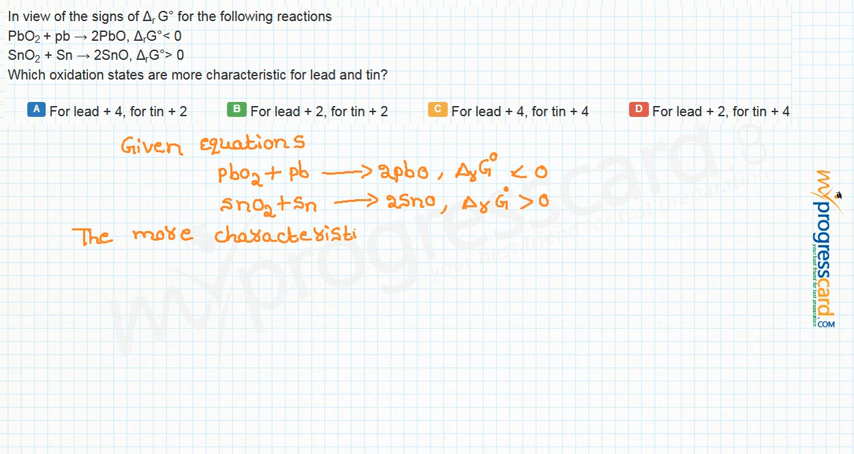 In view of the signs of Δᵣ G° for the following reactions
PbO₂ + pb → 2PbO, ΔᵣG°< 0
SnO₂ + Sn → 2SnO, ΔᵣG°> 0
Which oxidation states are more characteristic for lead and tin?
A For lead + 4, for tin + 2 B For lead + 2, for tin + 2 C For lead + 4, for tin + 4 D For lead + 2, for tin + 4
Given equations
pbO₂ + pb → 2pbO, ΔᵣG° < 0
SnO₂ + Sn → 2SnO, ΔᵣG° > 0
The more characteristi
myprogresscard
.COM